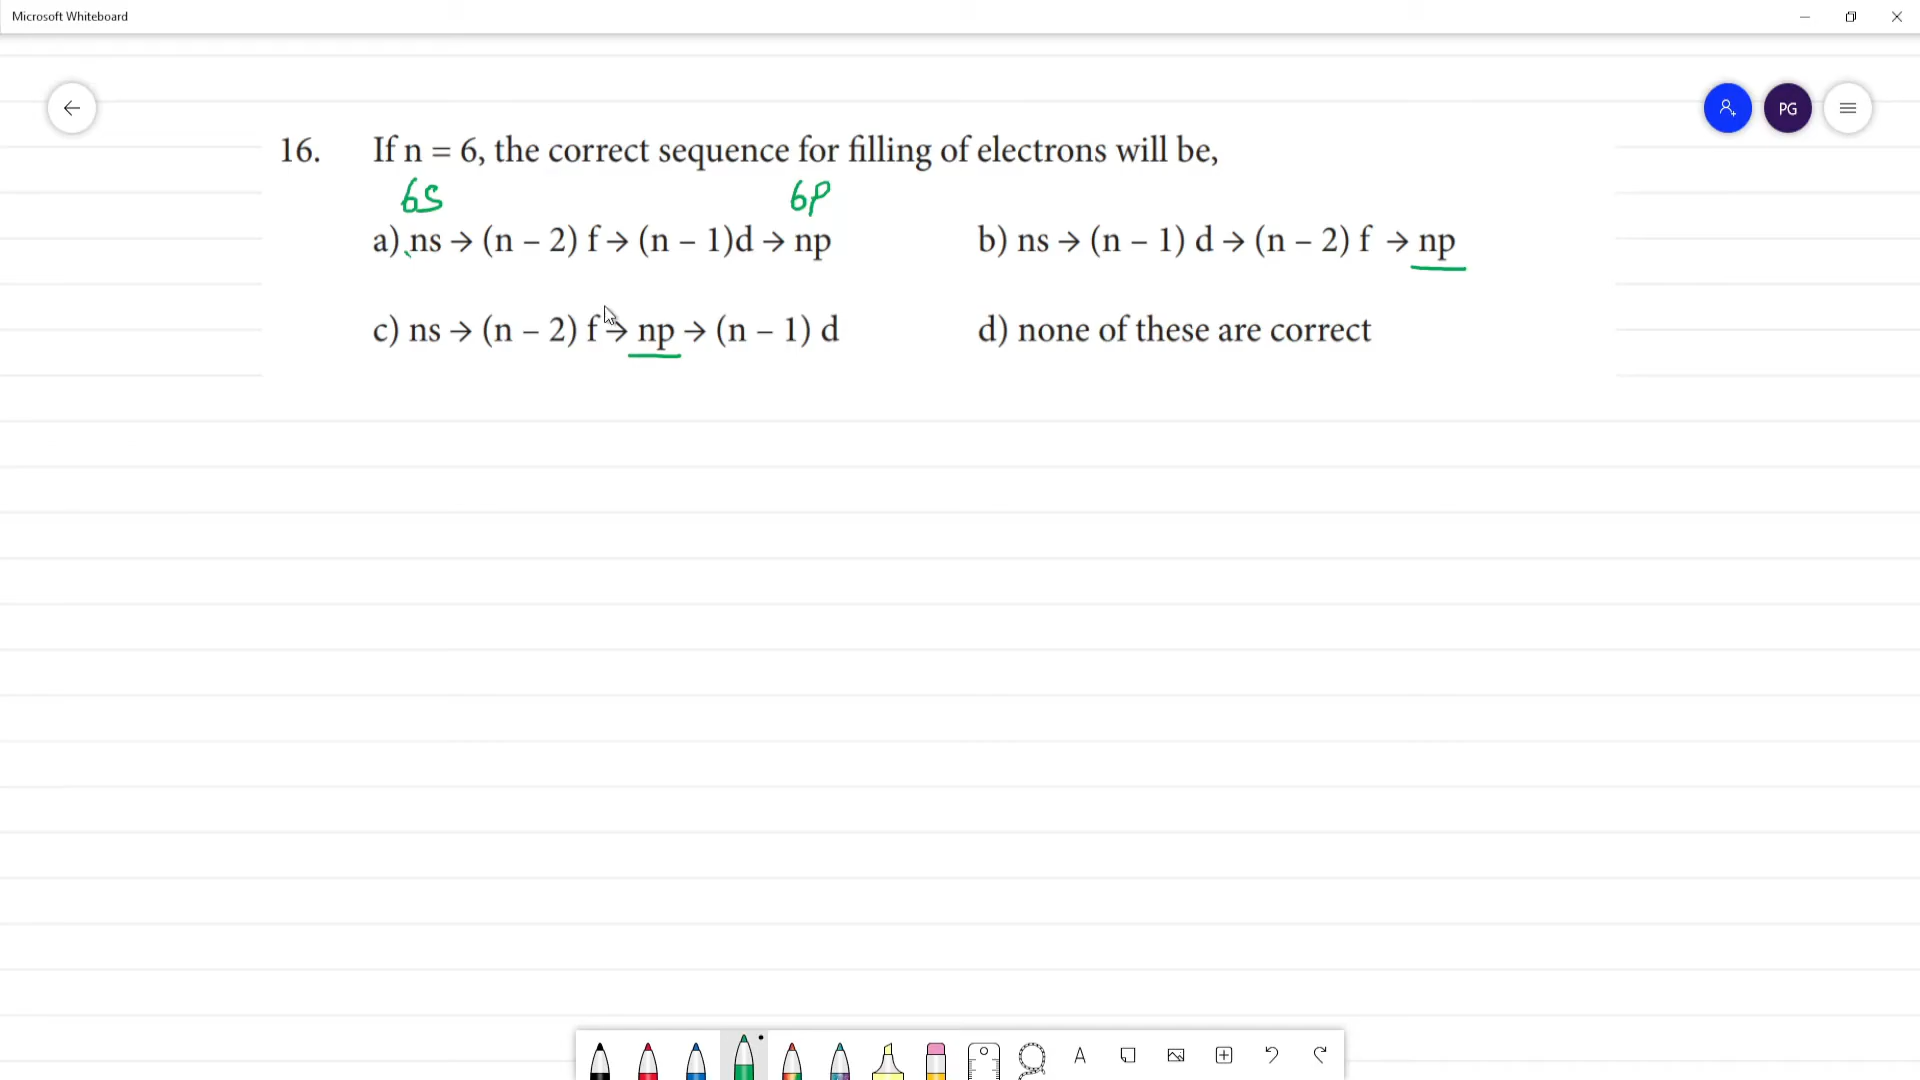 Microsoft Whiteboard
PG
16. If n = 6, the correct sequence for filling of electrons will be,
6s 6p
a) ns → (n – 2) f → (n – 1)d → np b) ns → (n – 1) d → (n – 2) f → np
c) ns → (n – 2) f → np → (n – 1) d d) none of these are correct
A